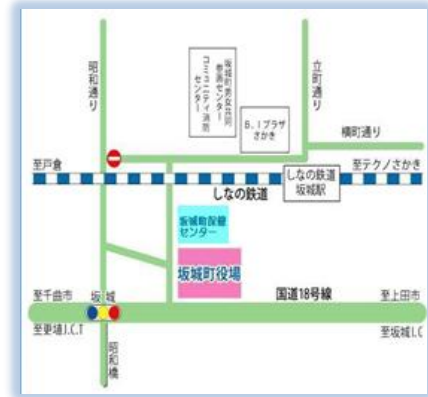 昭和通り
坂城町男女共同
参画センター
コミュニティ消防
センター
立町通り
B.Iプラザ
さかき
横町通り
至戸倉
しなの鉄道
しなの鉄道
坂城駅
至テクノさかき
坂城町保健
センター
坂城町役場
至千曲市
坂城
国道18号線
至上田市
至更埴J.C.T
至坂城I.C
昭和橋